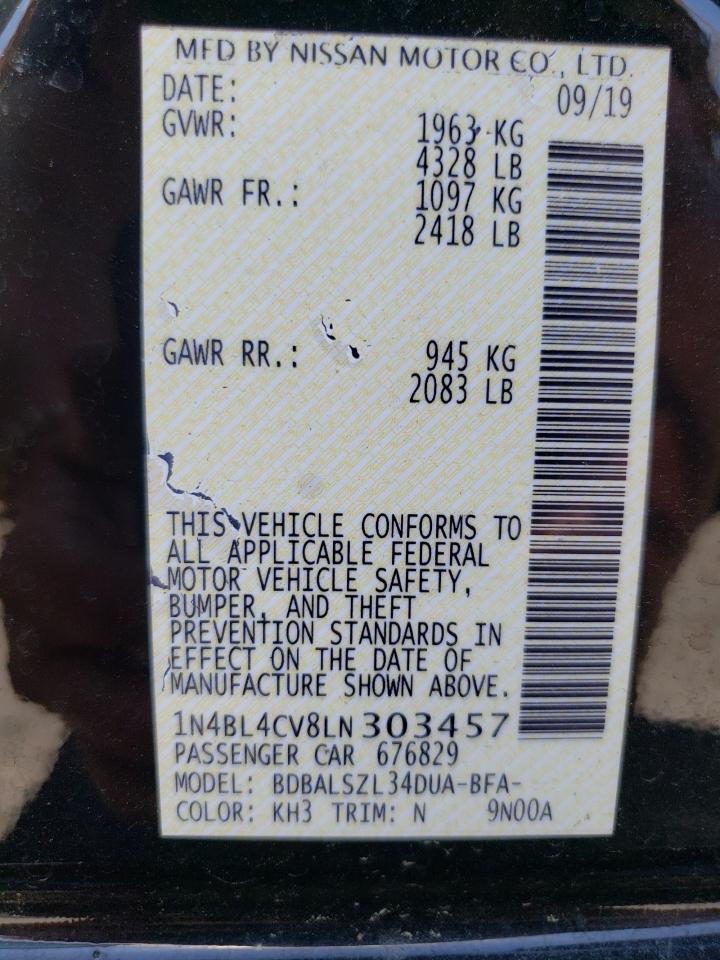 MFD BY NISSAN MOTOR CO., LTD.
DATE: 09/19
GVWR: 1963 KG
4328 LB
GAWR FR.: 1097 KG
2418 LB
GAWR RR.: 945 KG
2083 LB
THIS VEHICLE CONFORMS TO
ALL APPLICABLE FEDERAL
MOTOR VEHICLE SAFETY,
BUMPER, AND THEFT
PREVENTION STANDARDS IN
EFFECT ON THE DATE OF
MANUFACTURE SHOWN ABOVE.
1N4BL4CV8LN 303457
PASSENGER CAR 676829
MODEL: BDBALSZL34DUA-BFA-
COLOR: KH3 TRIM: N 9N00A